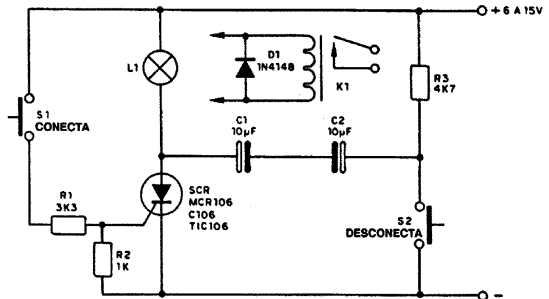 + 6 A 15V
L1
D1
1N4148
K1
R3
4K7
S1
CONECTA
C1
10µF
C2
10µF
SCR
MCR106
C106
TIC106
R1
3K3
R2
1K
S2
DESCONECTA
-